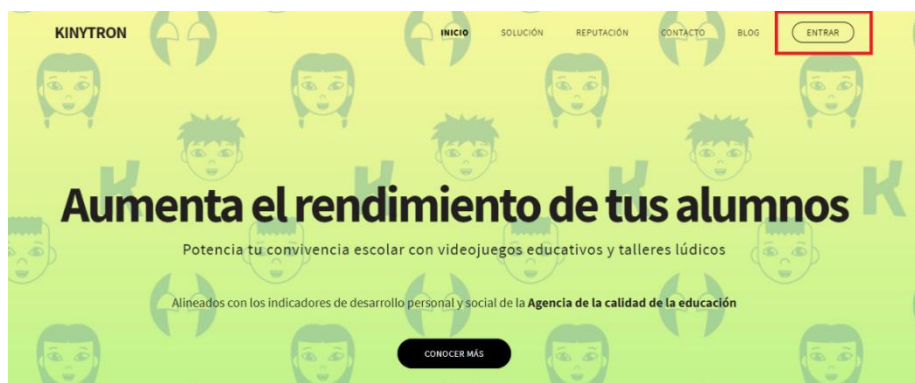 KINYTRON
INICIO SOLUCIÓN REPUTACIÓN CONTACTO BLOG ENTRAR
Aumenta el rendimiento de tus alumnos
Potencia tu convivencia escolar con videojuegos educativos y talleres lúdicos
Alineados con los indicadores de desarrollo personal y social de la Agencia de la calidad de la educación
CONOCER MÁS